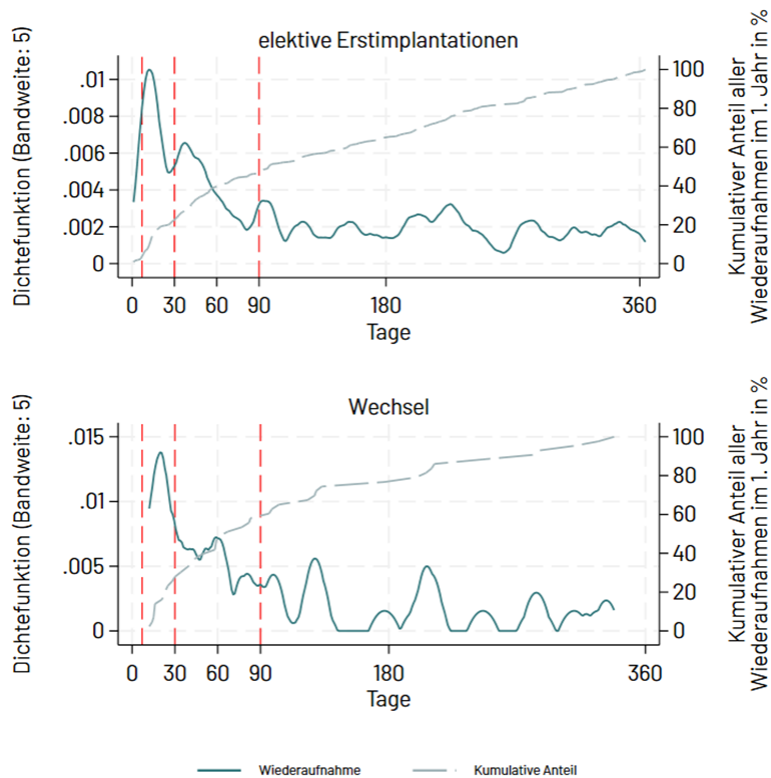 elektive Erstimplantationen
Dichtefunktion (Bandweite: 5)
.01
.008
.006
.004
.002
0
100
80
60
40
20
0
Kumulativer Anteil aller
Wiederaufnahmen im 1. Jahr in %
0 30 60 90 180 360
Tage
Wechsel
Dichtefunktion (Bandweite: 5)
.015
.01
.005
0
100
80
60
40
20
0
Kumulativer Anteil aller
Wiederaufnahmen im 1. Jahr in %
0 30 60 90 180 360
Tage
Wiederaufnahme Kumulative Anteil